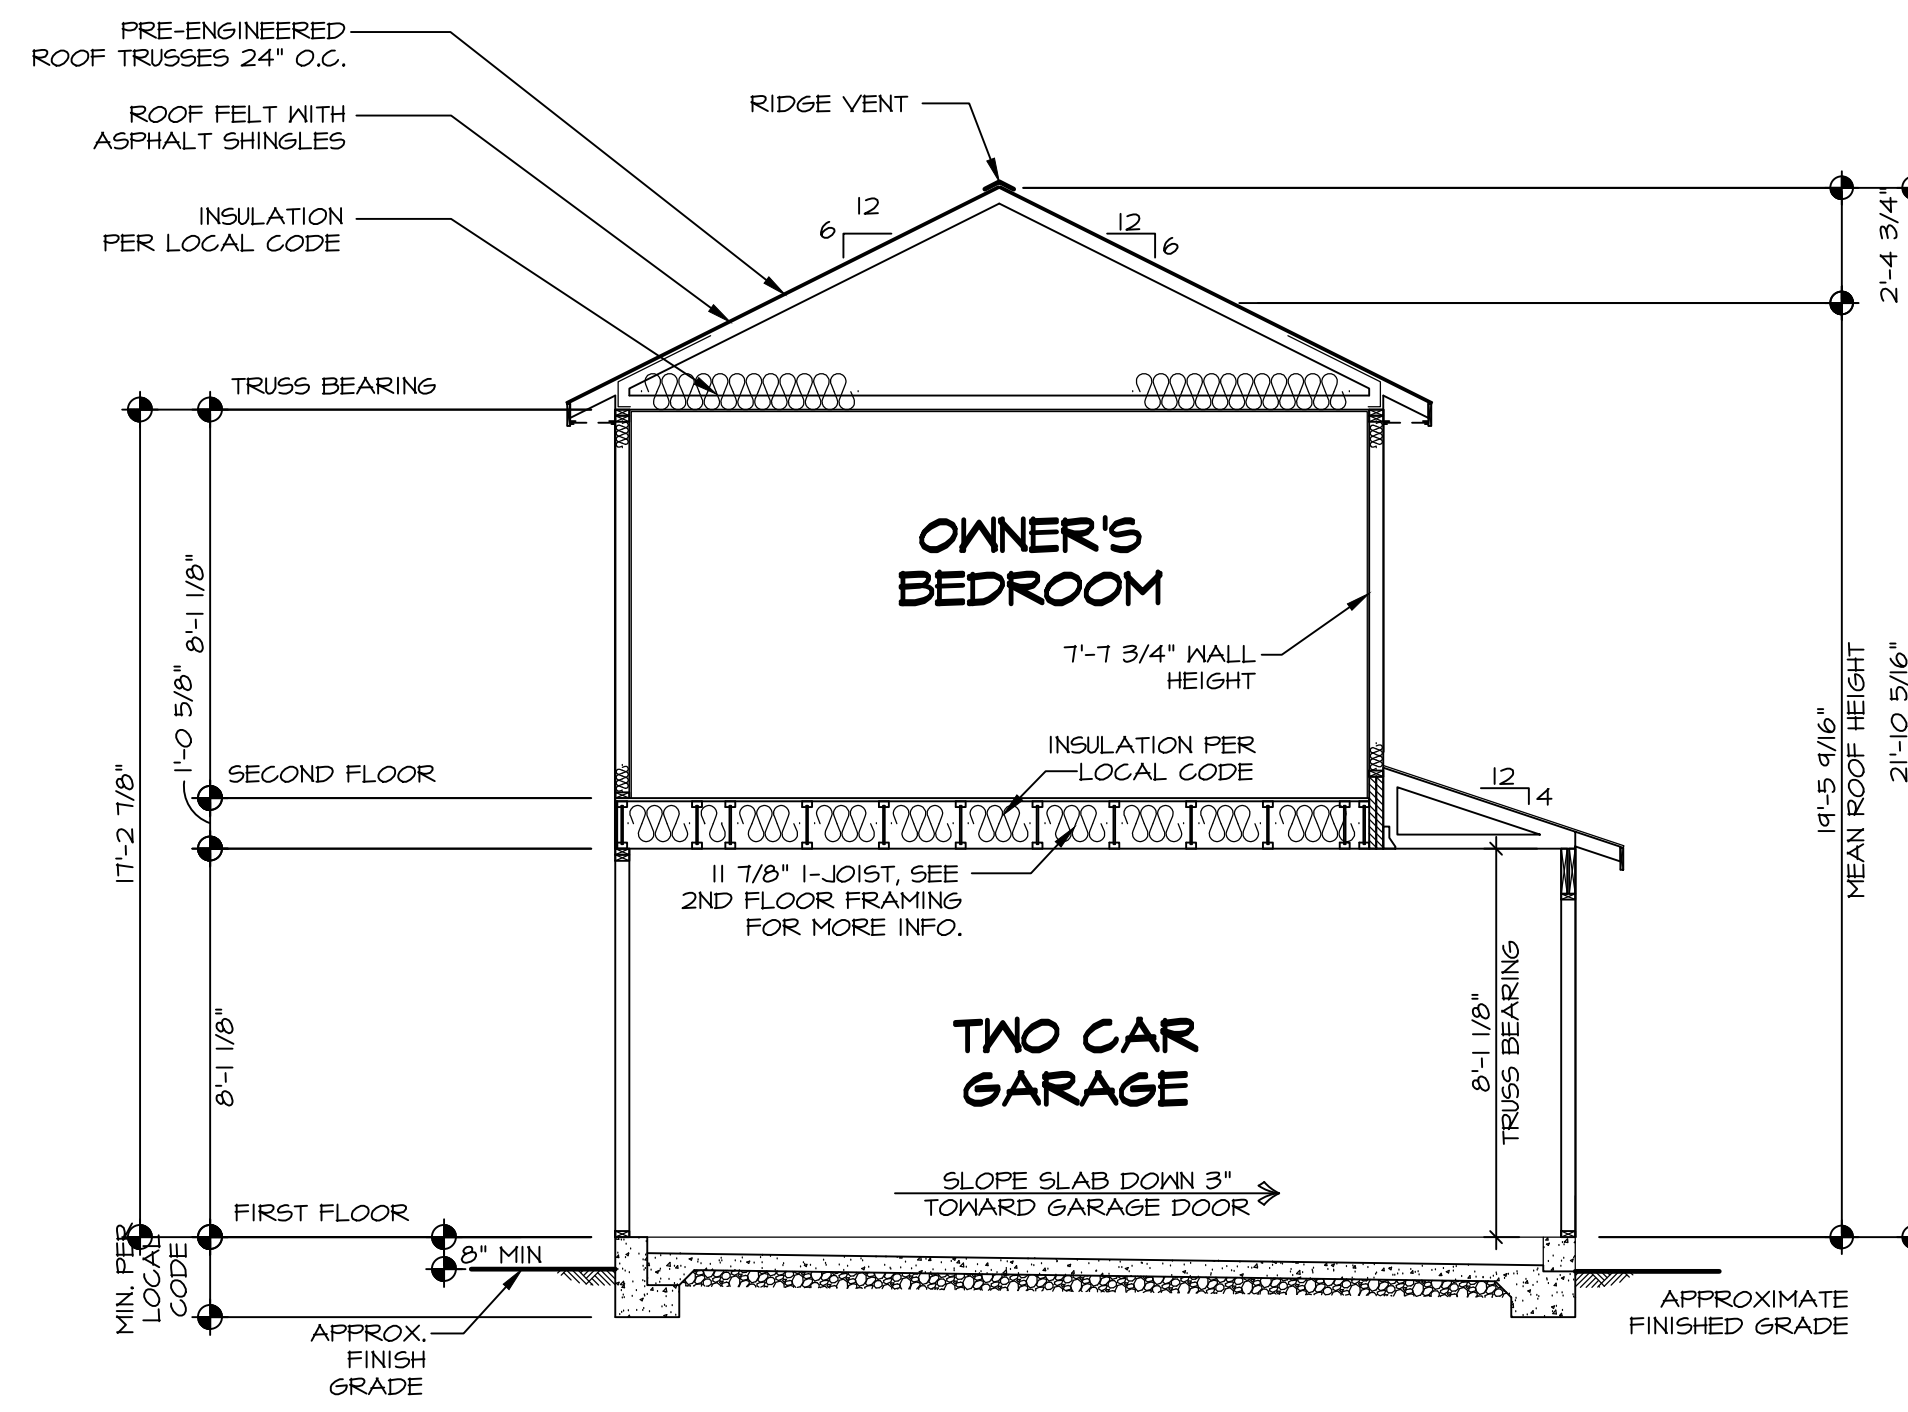 PRE-ENGINEERED
ROOF TRUSSES 24" O.C.
ROOF FELT WITH
ASPHALT SHINGLES
INSULATION
PER LOCAL CODE
RIDGE VENT
12
6
12
6
2'-4 3/4"
TRUSS BEARING
OWNER'S
BEDROOM
7'-7 3/4" WALL
HEIGHT
8'-1 1/8"
1'-0 5/8"
17'-2 7/8"
SECOND FLOOR
INSULATION PER
LOCAL CODE
12
4
19'-5 9/16"
MEAN ROOF HEIGHT
21'-10 5/16"
11 7/8" I-JOIST, SEE
2ND FLOOR FRAMING
FOR MORE INFO.
8'-1 1/8"
TWO CAR
GARAGE
8'-1 1/8"
TRUSS BEARING
SLOPE SLAB DOWN 3"
TOWARD GARAGE DOOR
FIRST FLOOR
8" MIN
MIN. PER
LOCAL
CODE
APPROX.
FINISH
GRADE
APPROXIMATE
FINISHED GRADE